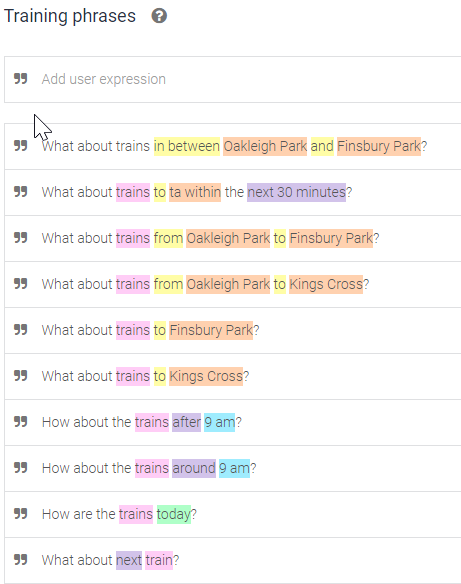 Training phrases ?
Add user expression
What about trains in between Oakleigh Park and Finsbury Park?
What about trains to ta within the next 30 minutes?
What about trains from Oakleigh Park to Finsbury Park?
What about trains from Oakleigh Park to Kings Cross?
What about trains to Finsbury Park?
What about trains to Kings Cross?
How about the trains after 9 am?
How about the trains around 9 am?
How are the trains today?
What about next train?